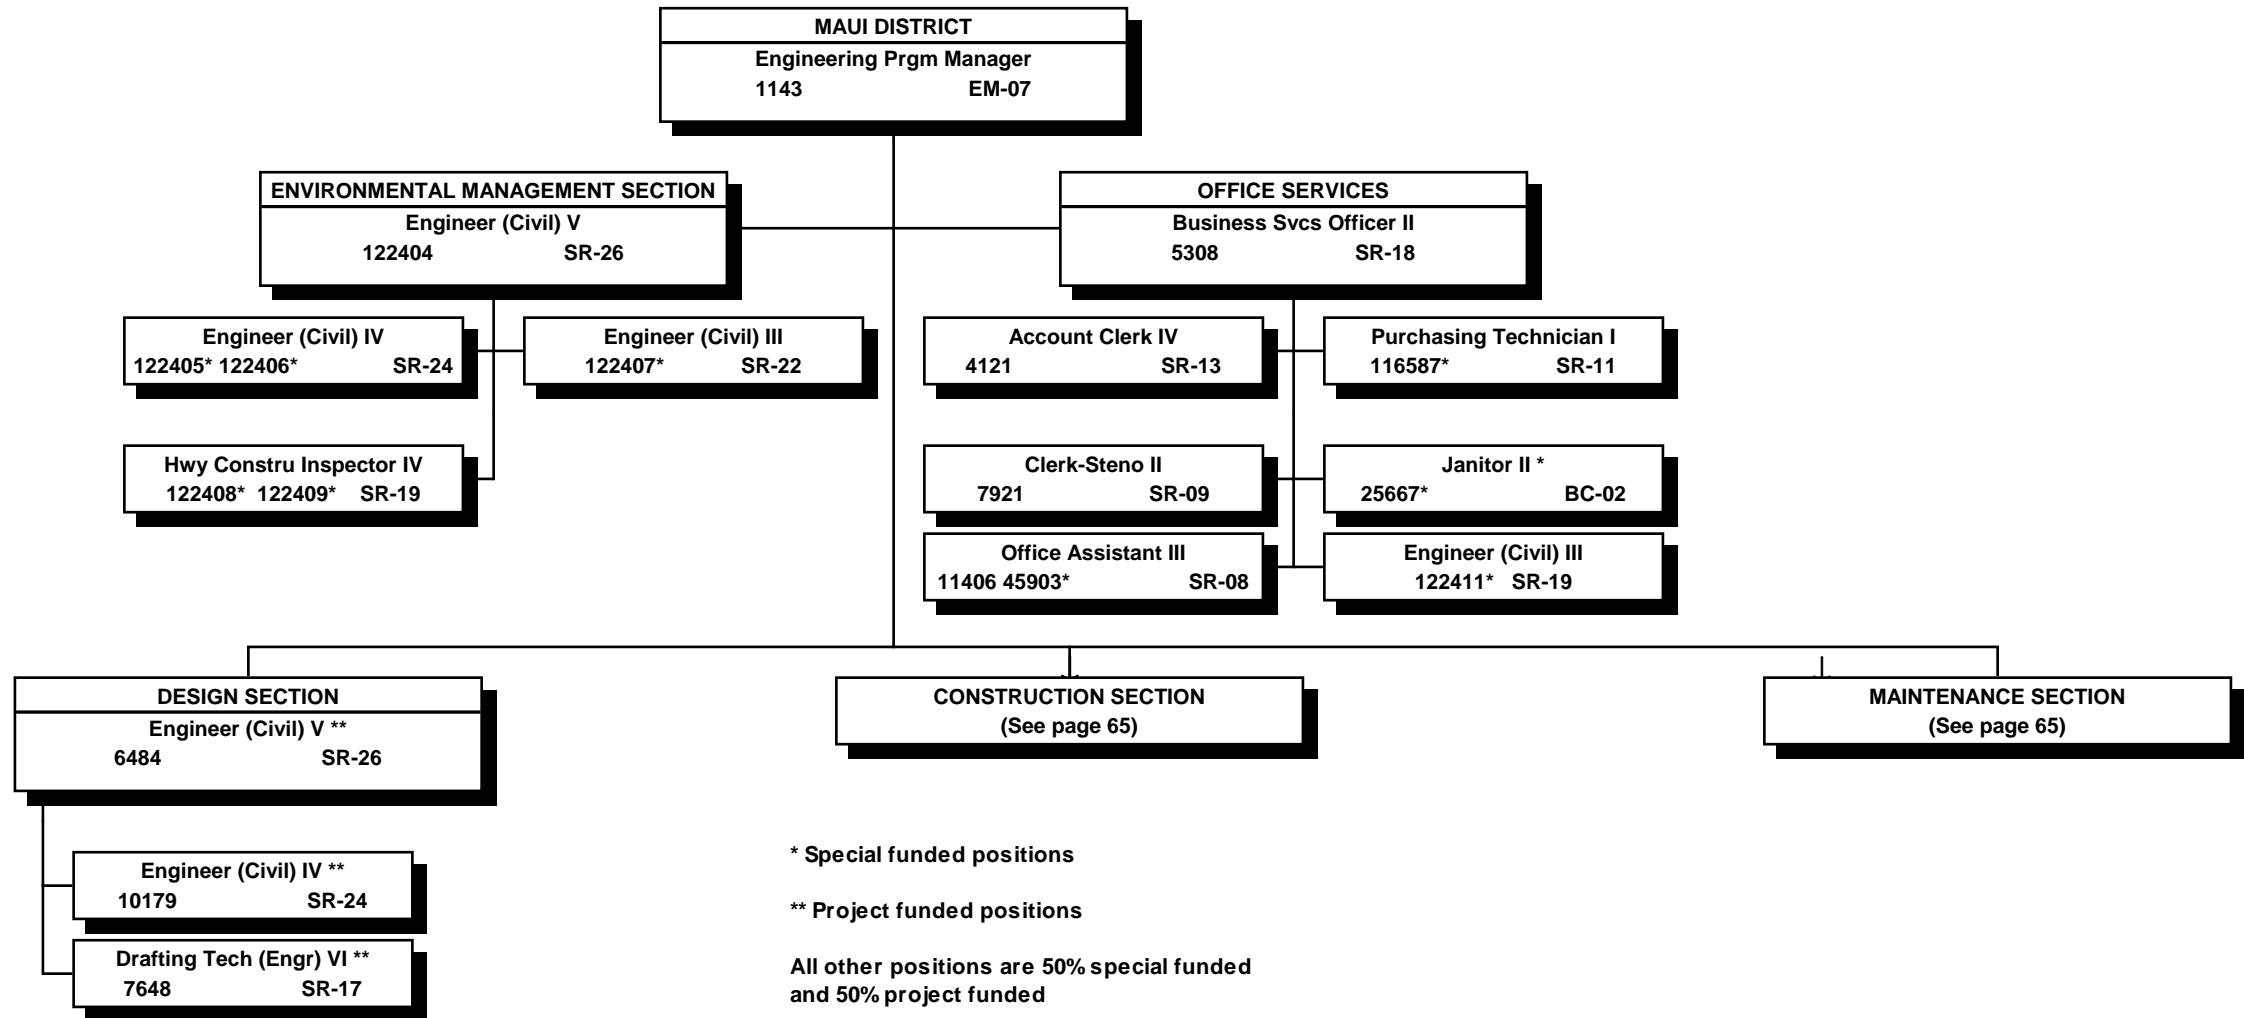 MAUI DISTRICT
Engineering Prgm Manager
1143 EM-07
ENVIRONMENTAL MANAGEMENT SECTION
Engineer (Civil) V
122404 SR-26
OFFICE SERVICES
Business Svcs Officer II
5308 SR-18
Engineer (Civil) IV
122405* 122406* SR-24
Engineer (Civil) III
122407* SR-22
Account Clerk IV
4121 SR-13
Purchasing Technician I
116587* SR-11
Hwy Constru Inspector IV
122408* 122409* SR-19
Clerk-Steno II
7921 SR-09
Janitor II *
25667* BC-02
Office Assistant III
11406 45903* SR-08
Engineer (Civil) III
122411* SR-19
DESIGN SECTION
Engineer (Civil) V **
6484 SR-26
CONSTRUCTION SECTION
(See page 65)
MAINTENANCE SECTION
(See page 65)
Engineer (Civil) IV **
10179 SR-24
Drafting Tech (Engr) VI **
7648 SR-17
* Special funded positions
** Project funded positions
All other positions are 50% special funded
and 50% project funded